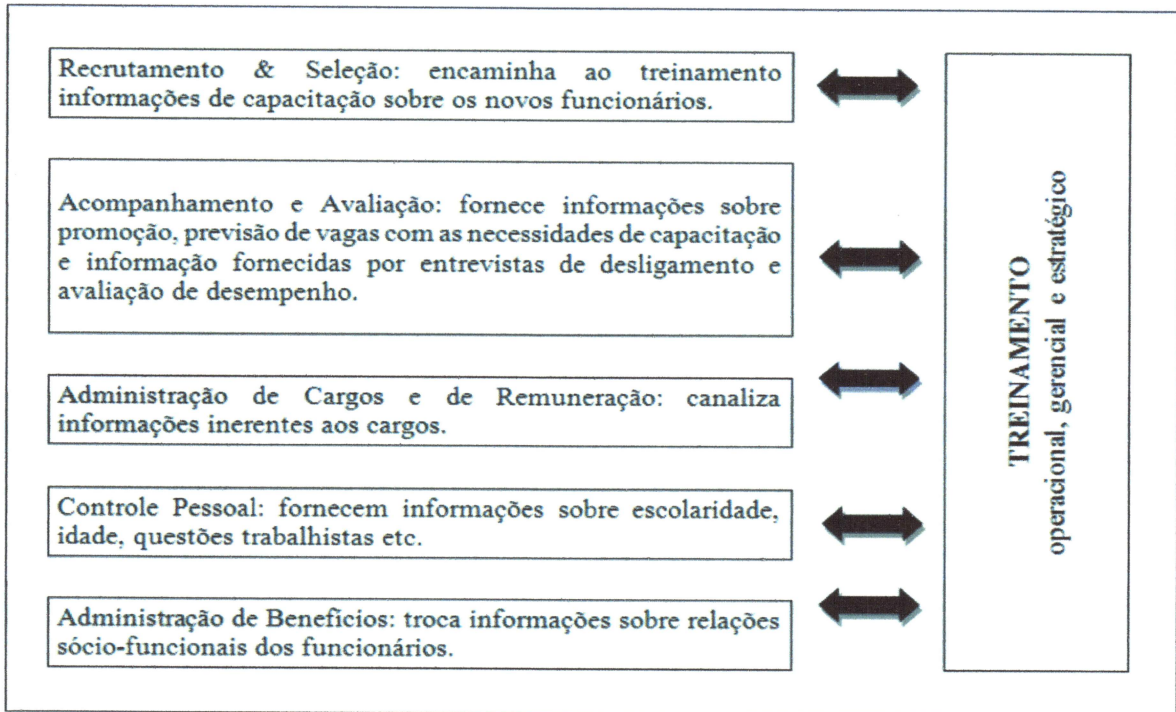 Recrutamento & Seleção: encaminha ao treinamento
informações de capacitação sobre os novos funcionários.
Acompanhamento e Avaliação: fornece informações sobre
promoção, previsão de vagas com as necessidades de capacitação
e informação fornecidas por entrevistas de desligamento e
avaliação de desempenho.
Administração de Cargos e de Remuneração: canaliza
informações inerentes aos cargos.
Controle Pessoal: fornecem informações sobre escolaridade,
idade, questões trabalhistas etc.
Administração de Benefícios: troca informações sobre relações
sócio-funcionais dos funcionários.
TREINAMENTO
operacional, gerencial e estratégico